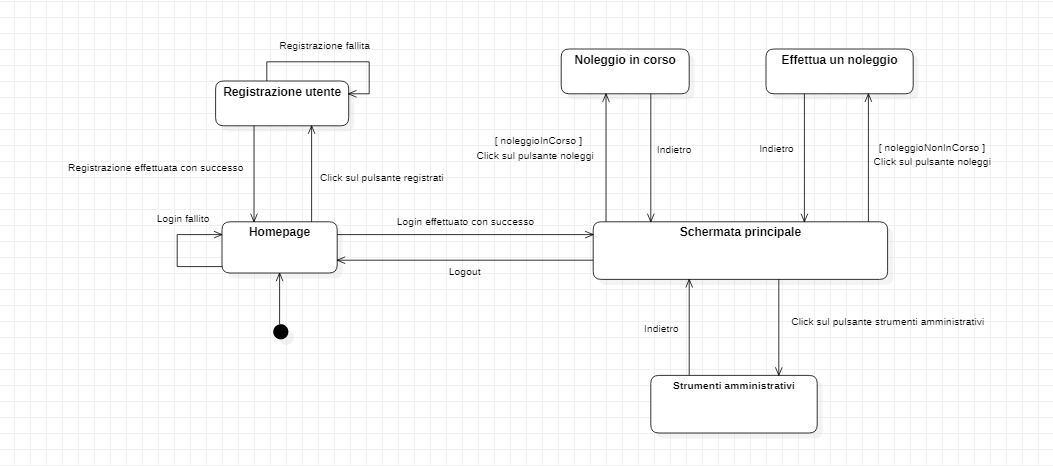 Registrazione fallita
Registrazione utente
Noleggio in corso
Effettua un noleggio
[ noleggioInCorso ]
Click sul pulsante noleggi
Indietro
Indietro
[ noleggioNonInCorso ]
Click sul pulsante noleggi
Registrazione effettuata con successo
Click sul pulsante registrati
Login fallito
Homepage
Login effettuato con successo
Schermata principale
Logout
Indietro
Click sul pulsante strumenti amministrativi
Strumenti amministrativi